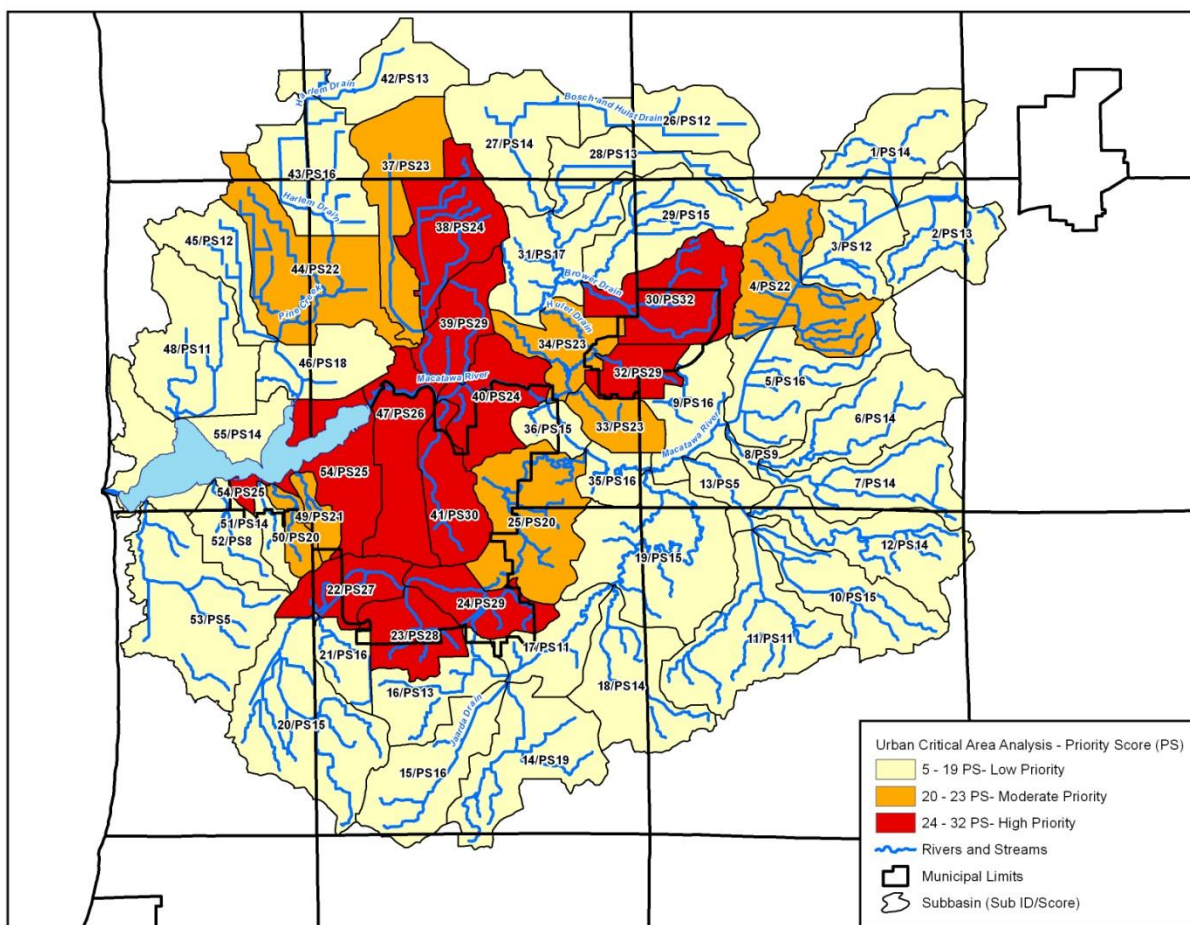 Harlem Drain
42/PS13
Bosch and Hulst Drain
26/PS12
27/PS14
37/PS23
28/PS13
1/PS14
43/PS16
Harlem Drain
38/PS24
29/PS15
3/PS12
2/PS13
45/PS12
31/PS17
44/PS22
Brower Drain
4/PS22
30/PS32
Pine Creek
Hulet Drain
39/PS29
34/PS23
48/PS11
46/PS18
32/PS29
5/PS16
Macatawa River
40/PS24
9/PS16
47/PS26
6/PS14
36/PS15
33/PS23
55/PS14
Macatawa River
8/PS9
54/PS25
35/PS16
13/PS5
7/PS14
54/PS25
49/PS21
41/PS30
25/PS20
51/PS14
50/PS20
52/PS8
12/PS14
19/PS15
22/PS27
10/PS15
24/PS29
53/PS5
23/PS28
11/PS11
17/PS11
21/PS16
16/PS13
18/PS14
20/PS15
Jaarda Drain
14/PS19
15/PS16
Urban Critical Area Analysis - Priority Score (PS)
5 - 19 PS- Low Priority
20 - 23 PS- Moderate Priority
24 - 32 PS- High Priority
Rivers and Streams
Municipal Limits
Subbasin (Sub ID/Score)